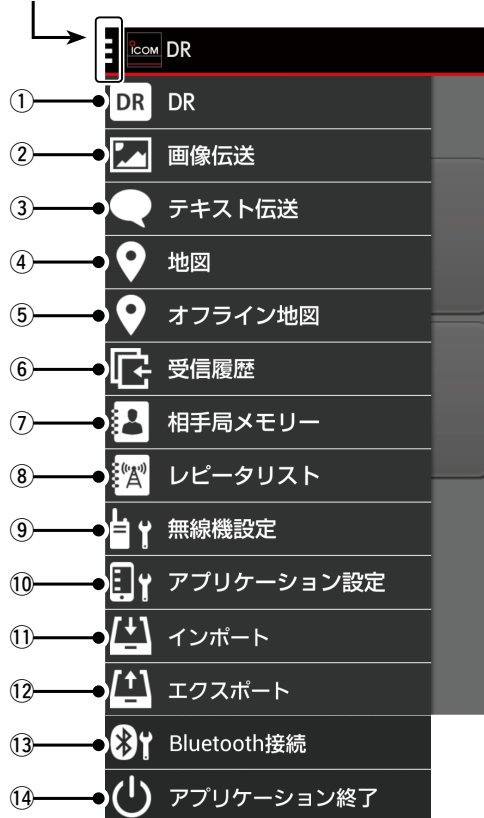 ICOM DR
① DR DR
② 画像伝送
③ テキスト伝送
④ 地図
⑤ オフライン地図
⑥ 受信履歴
⑦ 相手局メモリー
⑧ レピータリスト
⑨ 無線機設定
⑩ アプリケーション設定
⑪ インポート
⑫ エクスポート
⑬ Bluetooth接続
⑭ アプリケーション終了